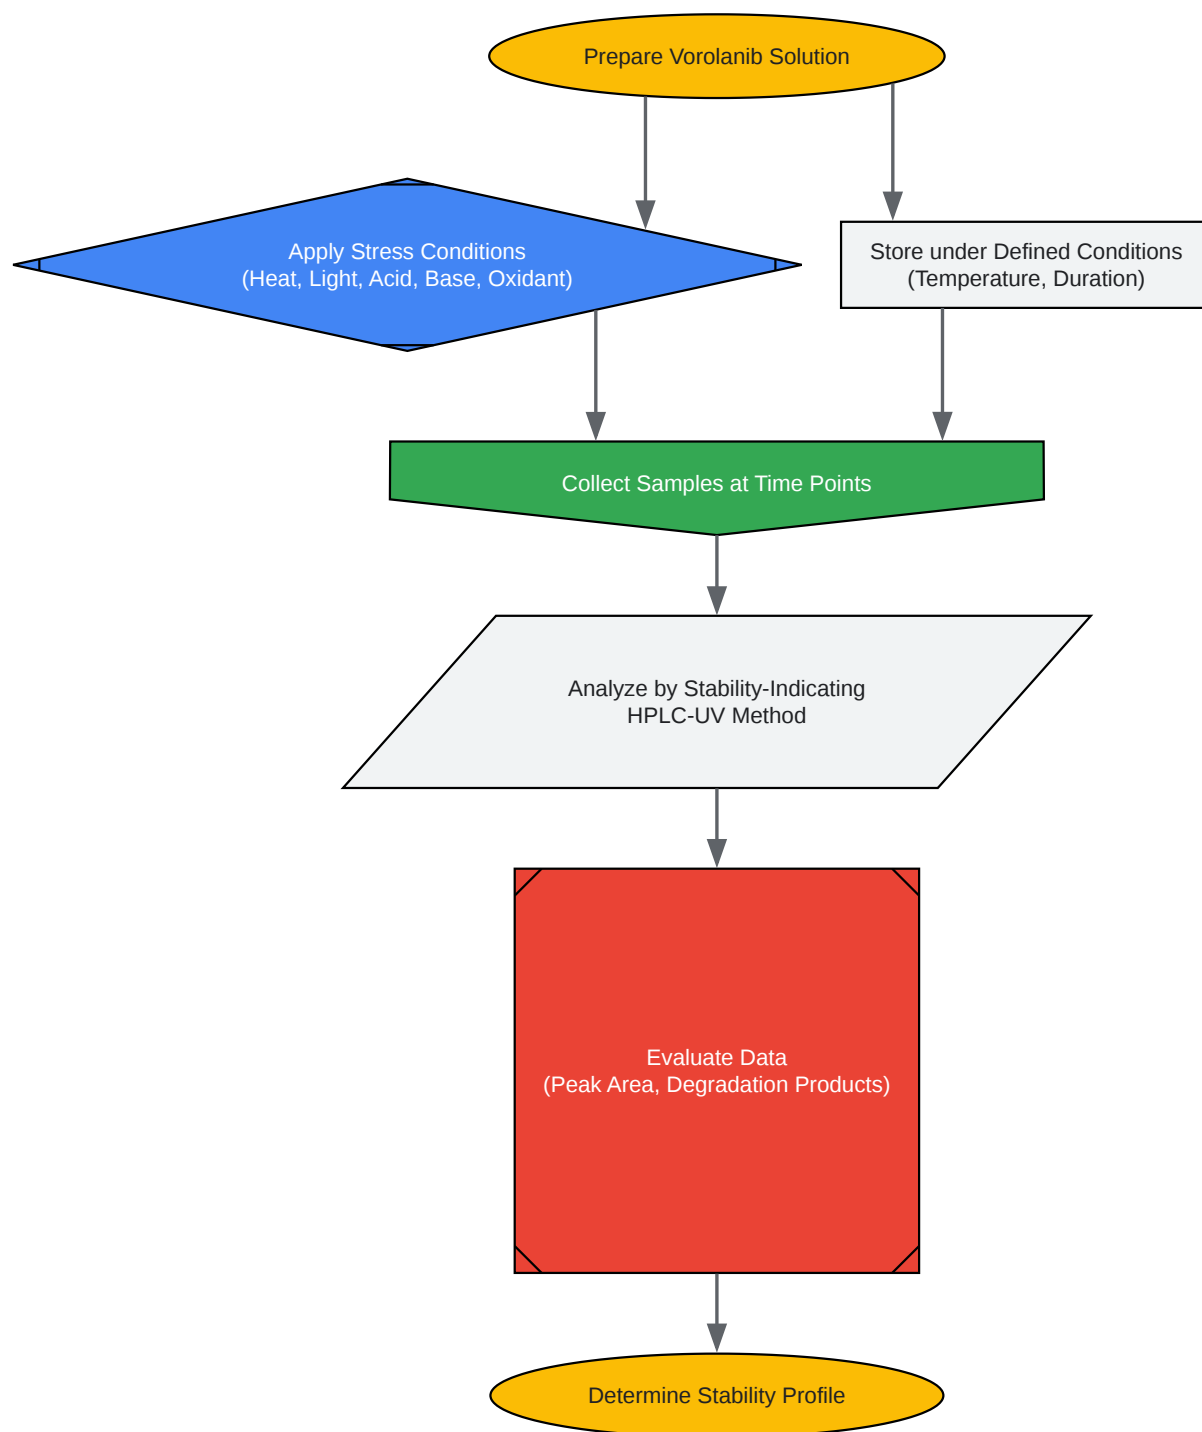 Prepare Vorolanib Solution
Apply Stress Conditions
(Heat, Light, Acid, Base, Oxidant)
Store under Defined Conditions
(Temperature, Duration)
Collect Samples at Time Points
Analyze by Stability-Indicating
HPLC-UV Method
Evaluate Data
(Peak Area, Degradation Products)
Determine Stability Profile